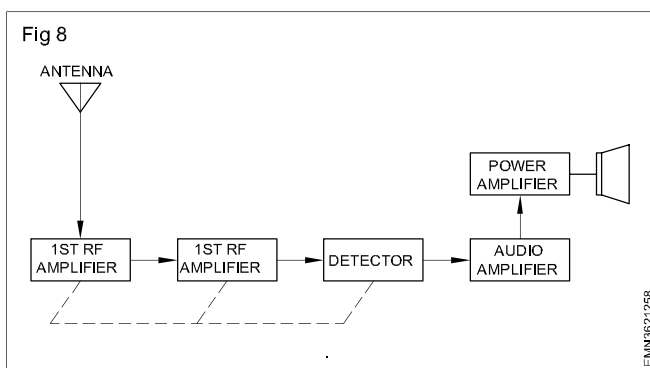 Fig 8
ANTENNA
1ST RF
AMPLIFIER
1ST RF
AMPLIFIER
DETECTOR
AUDIO
AMPLIFIER
POWER
AMPLIFIER
EMN3621258